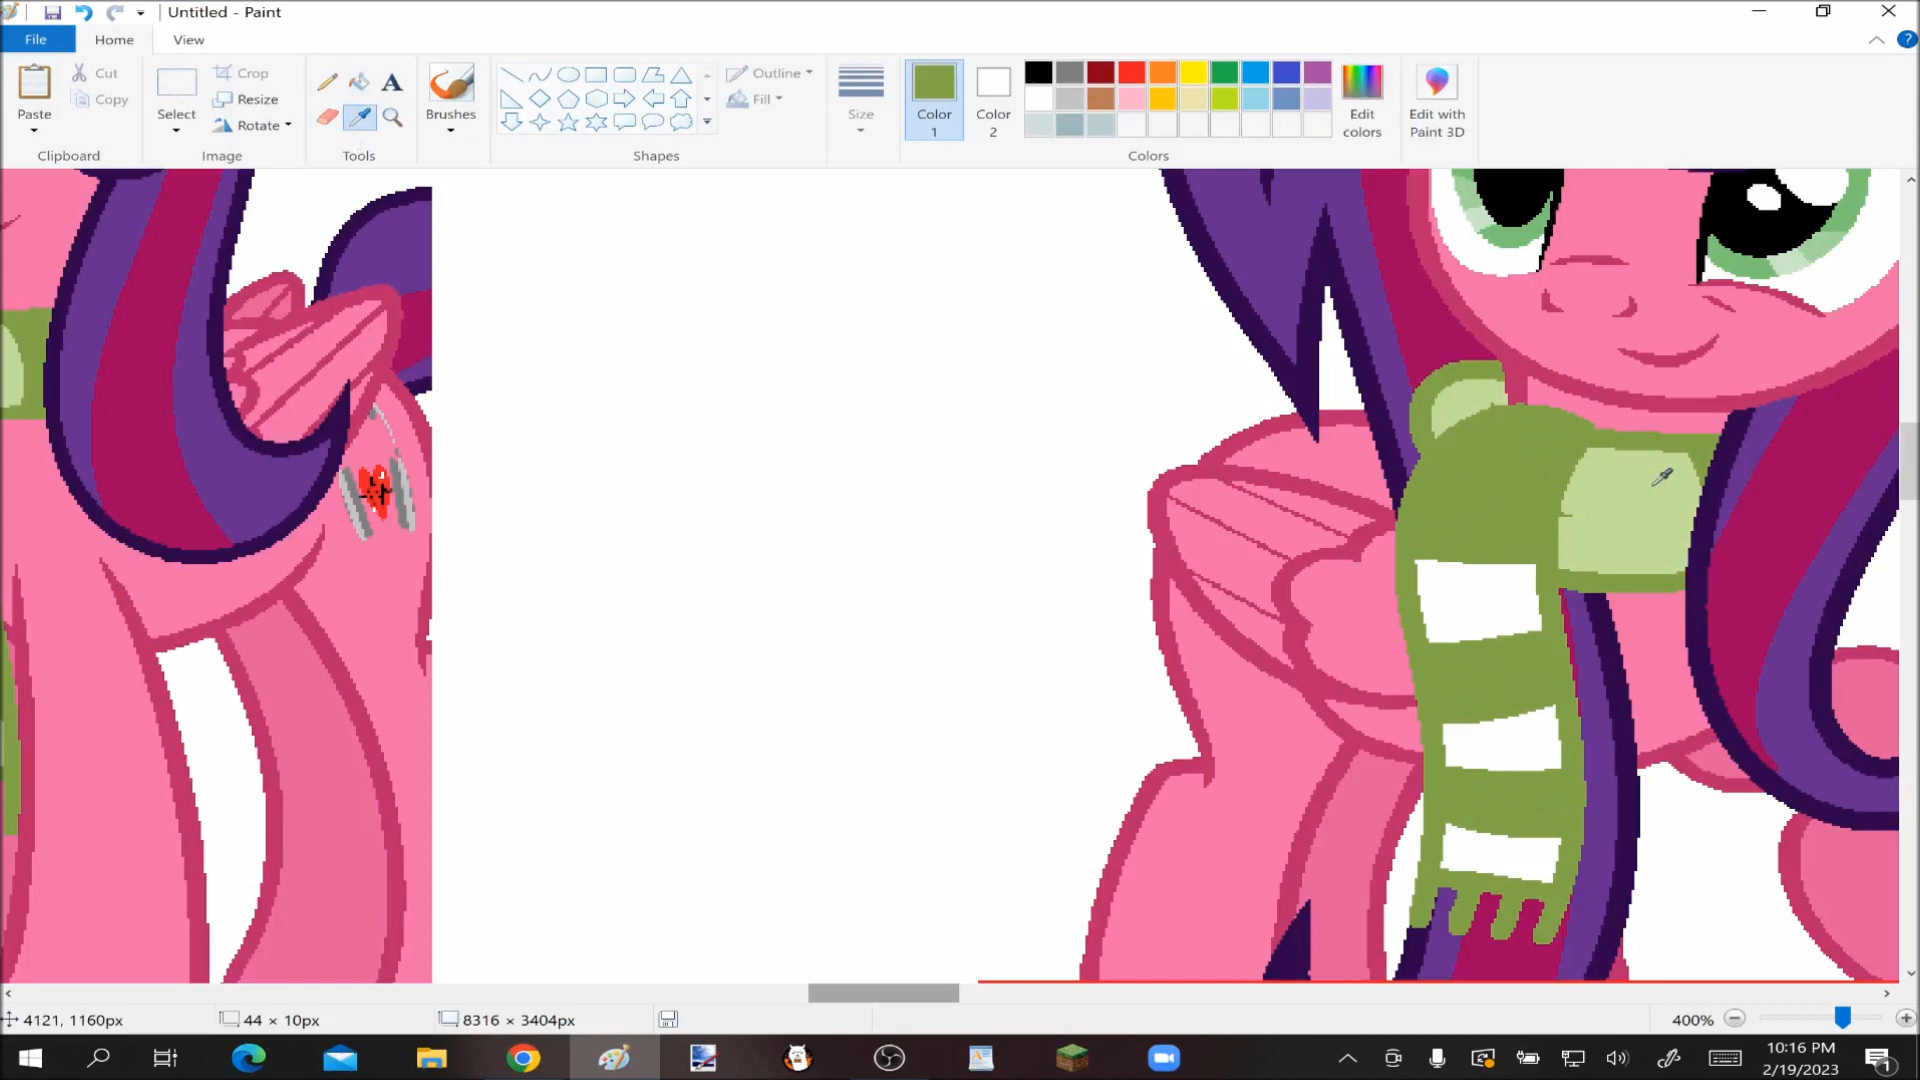 Untitled - Paint
File Home View
Paste
Cut
Copy
Clipboard
Select
Crop
Resize
Rotate
Image
A
Tools
Brushes
Shapes
Outline
Fill
Size
Color 1
Color 2
Edit colors
Edit with Paint 3D
Colors
?
4121, 1160px
44 × 10px
8316 × 3404px
400%
10:16 PM
2/19/2023
1